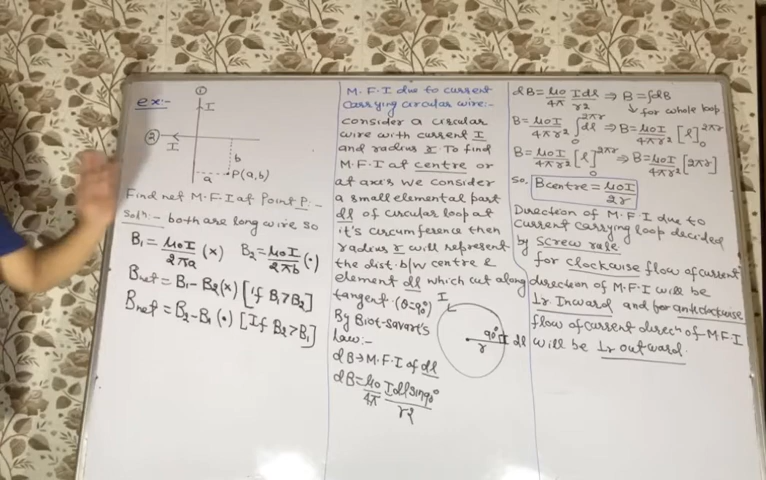 ex:-
①
I
②
I
b
a
P(a,b)
Find net M.F.I at Point P.
Solⁿ:- both are long wire so
B₁ = μ₀I/2πa (x) B₂ = μ₀I/2πb (•)
Bnet = B₁ - B₂(x) [if B₁>B₂]
Bnet = B₂ - B₁ (•) [If B₂>B₁]
M.F.I due to current
Carrying circular wire:-
consider a circular
wire with current I
and radius r. To find
M.F.I at centre or
at axis we consider
a small elemental part
dl of circular loop at
it's circumference then
radius r will represent
the dist. b/w centre &
element dl which cut along
tangent. (θ=90°)
By Biot-savart's
Law:-
dB→M.F.I of dl
dB = μ₀/4π Idl sin90°/r²
I
90°
dl
r
dB = μ₀/4π Idl/r² ⇒ B = ∫dB
↳ for whole loop
B = μ₀I/4πr² ∫₀^2πr dl ⇒ B = μ₀I/4πr² [l]₀^2πr
B = μ₀I/4πr² [l]₀^2πr ⇒ B = μ₀I/4πr² [2πr]
So, Bcentre = μ₀I/2r
Direction of M.F.I due to
current carrying loop decided
by Screw rule
for clockwise flow of current
direction of M.F.I will be
⊥r Inward and for anticlockwise
flow of current direcⁿ of M.F.I
will be ⊥r outward.